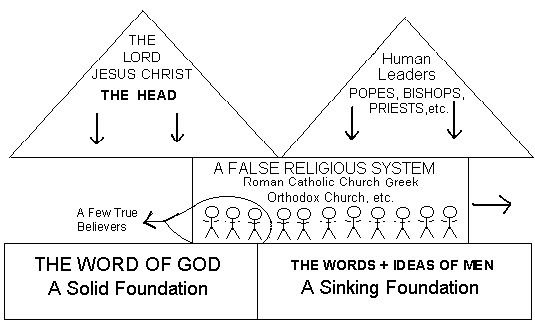 THE
LORD
JESUS CHRIST
THE HEAD
Human
Leaders
POPES, BISHOPS,
PRIESTS,etc.
A FALSE RELIGIOUS SYSTEM
Roman Catholic Church Greek
Orthodox Church, etc.
A Few True
Believers
THE WORD OF GOD
A Solid Foundation
THE WORDS + IDEAS OF MEN
A Sinking Foundation